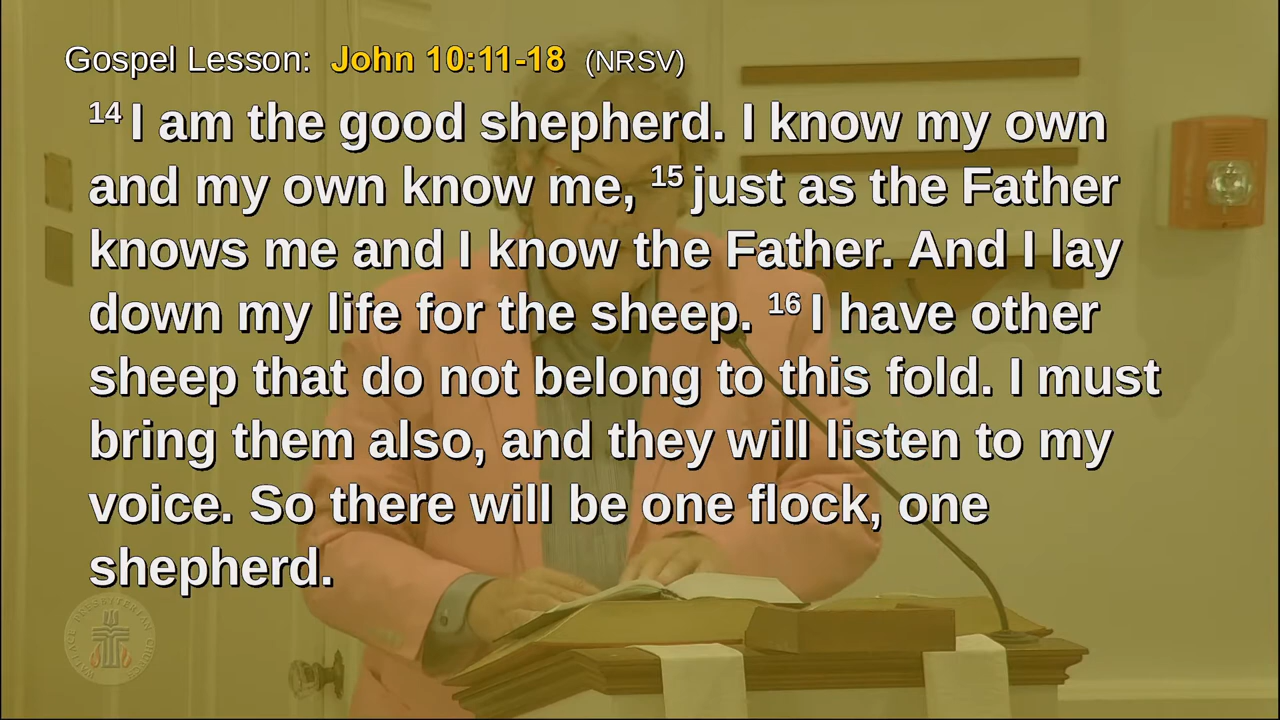 Gospel Lesson: John 10:11-18 (NRSV)
14 I am the good shepherd. I know my own
and my own know me, 15 just as the Father
knows me and I know the Father. And I lay
down my life for the sheep. 16 I have other
sheep that do not belong to this fold. I must
bring them also, and they will listen to my
voice. So there will be one flock, one
shepherd.
WALLACE PRESBYTERIAN CHURCH